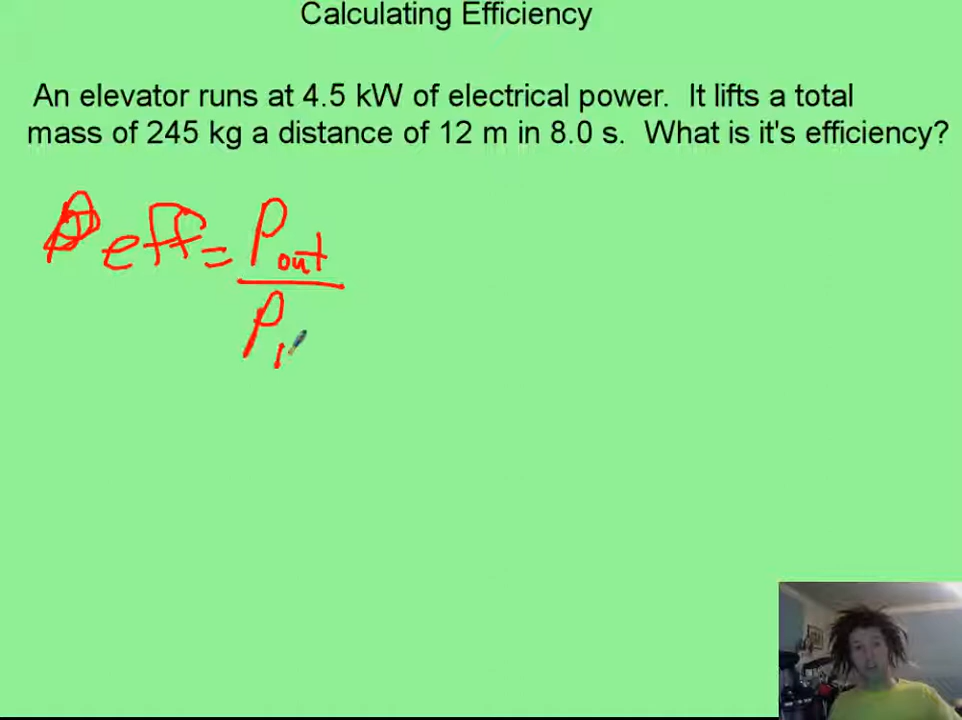 Calculating Efficiency
An elevator runs at 4.5 kW of electrical power. It lifts a total
mass of 245 kg a distance of 12 m in 8.0 s. What is it's efficiency?
eff = Pout
P